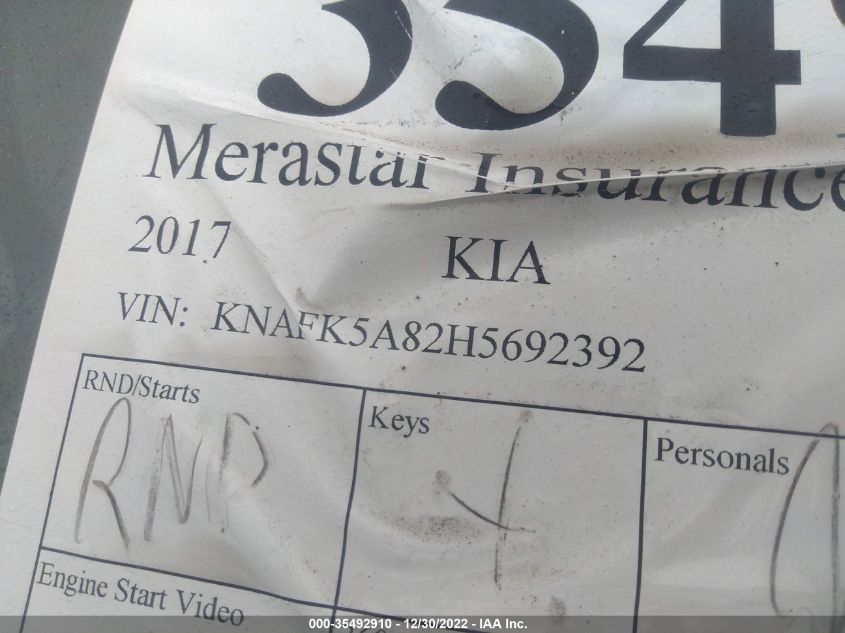 Merastar Insurance
2017 KIA
VIN: KNAFK5A82H5692392
RND/Starts
Keys
Personals
RND
Engine Start Video
000-35492910 - 12/30/2022 - IAA Inc.